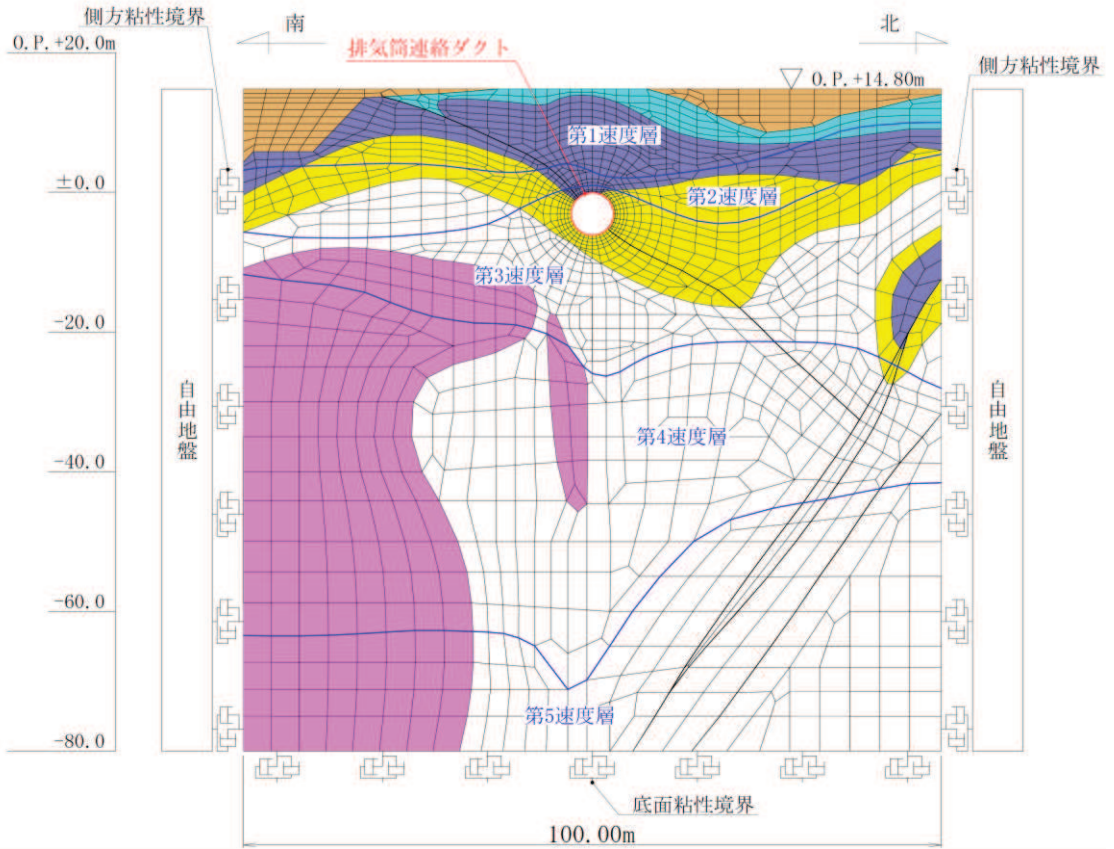 側方粘性境界
南
北
O.P.+20.0m
排気筒連絡ダクト
O.P.+14.80m
側方粘性境界
第1速度層
±0.0
第2速度層
第3速度層
-20.0
自由地盤
自由地盤
第4速度層
-40.0
-60.0
第5速度層
-80.0
底面粘性境界
100.00m